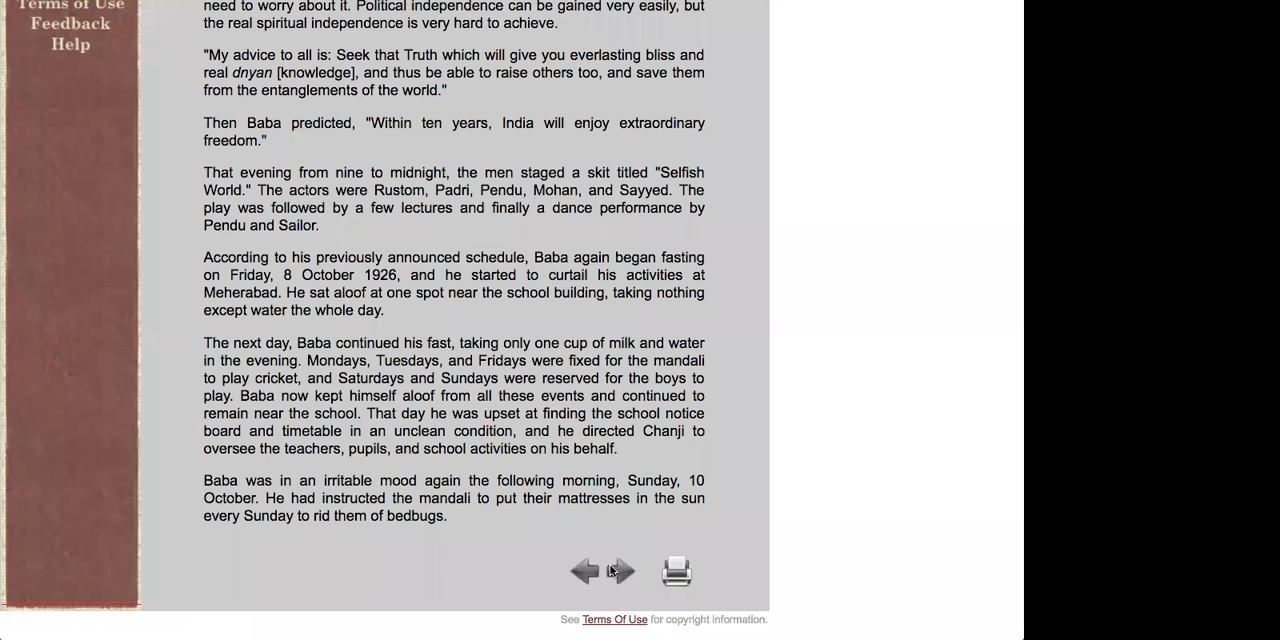 Terms of Use
Feedback
Help
need to worry about it. Political independence can be gained very easily, but
the real spiritual independence is very hard to achieve.
"My advice to all is: Seek that Truth which will give you everlasting bliss and
real dnyan [knowledge], and thus be able to raise others too, and save them
from the entanglements of the world."
Then Baba predicted, "Within ten years, India will enjoy extraordinary
freedom."
That evening from nine to midnight, the men staged a skit titled "Selfish
World." The actors were Rustom, Padri, Pendu, Mohan, and Sayyed. The
play was followed by a few lectures and finally a dance performance by
Pendu and Sailor.
According to his previously announced schedule, Baba again began fasting
on Friday, 8 October 1926, and he started to curtail his activities at
Meherabad. He sat aloof at one spot near the school building, taking nothing
except water the whole day.
The next day, Baba continued his fast, taking only one cup of milk and water
in the evening. Mondays, Tuesdays, and Fridays were fixed for the mandali
to play cricket, and Saturdays and Sundays were reserved for the boys to
play. Baba now kept himself aloof from all these events and continued to
remain near the school. That day he was upset at finding the school notice
board and timetable in an unclean condition, and he directed Chanji to
oversee the teachers, pupils, and school activities on his behalf.
Baba was in an irritable mood again the following morning, Sunday, 10
October. He had instructed the mandali to put their mattresses in the sun
every Sunday to rid them of bedbugs.
See Terms Of Use for copyright information.